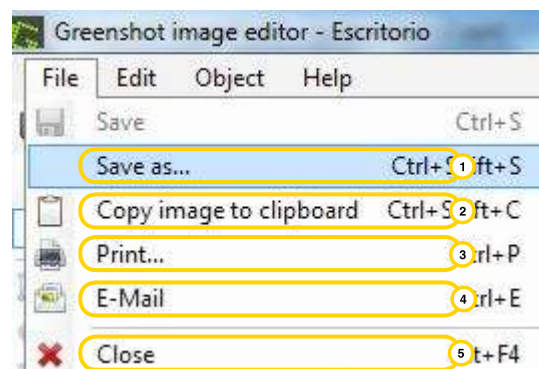 Greenshot image editor - Escritorio
File Edit Object Help
Save Ctrl+S
Save as... Ctrl+S 1 ft+S
Copy image to clipboard Ctrl+S 2 ft+C
Print... 3 rl+P
E-Mail 4 trl+E
Close 5 t+F4